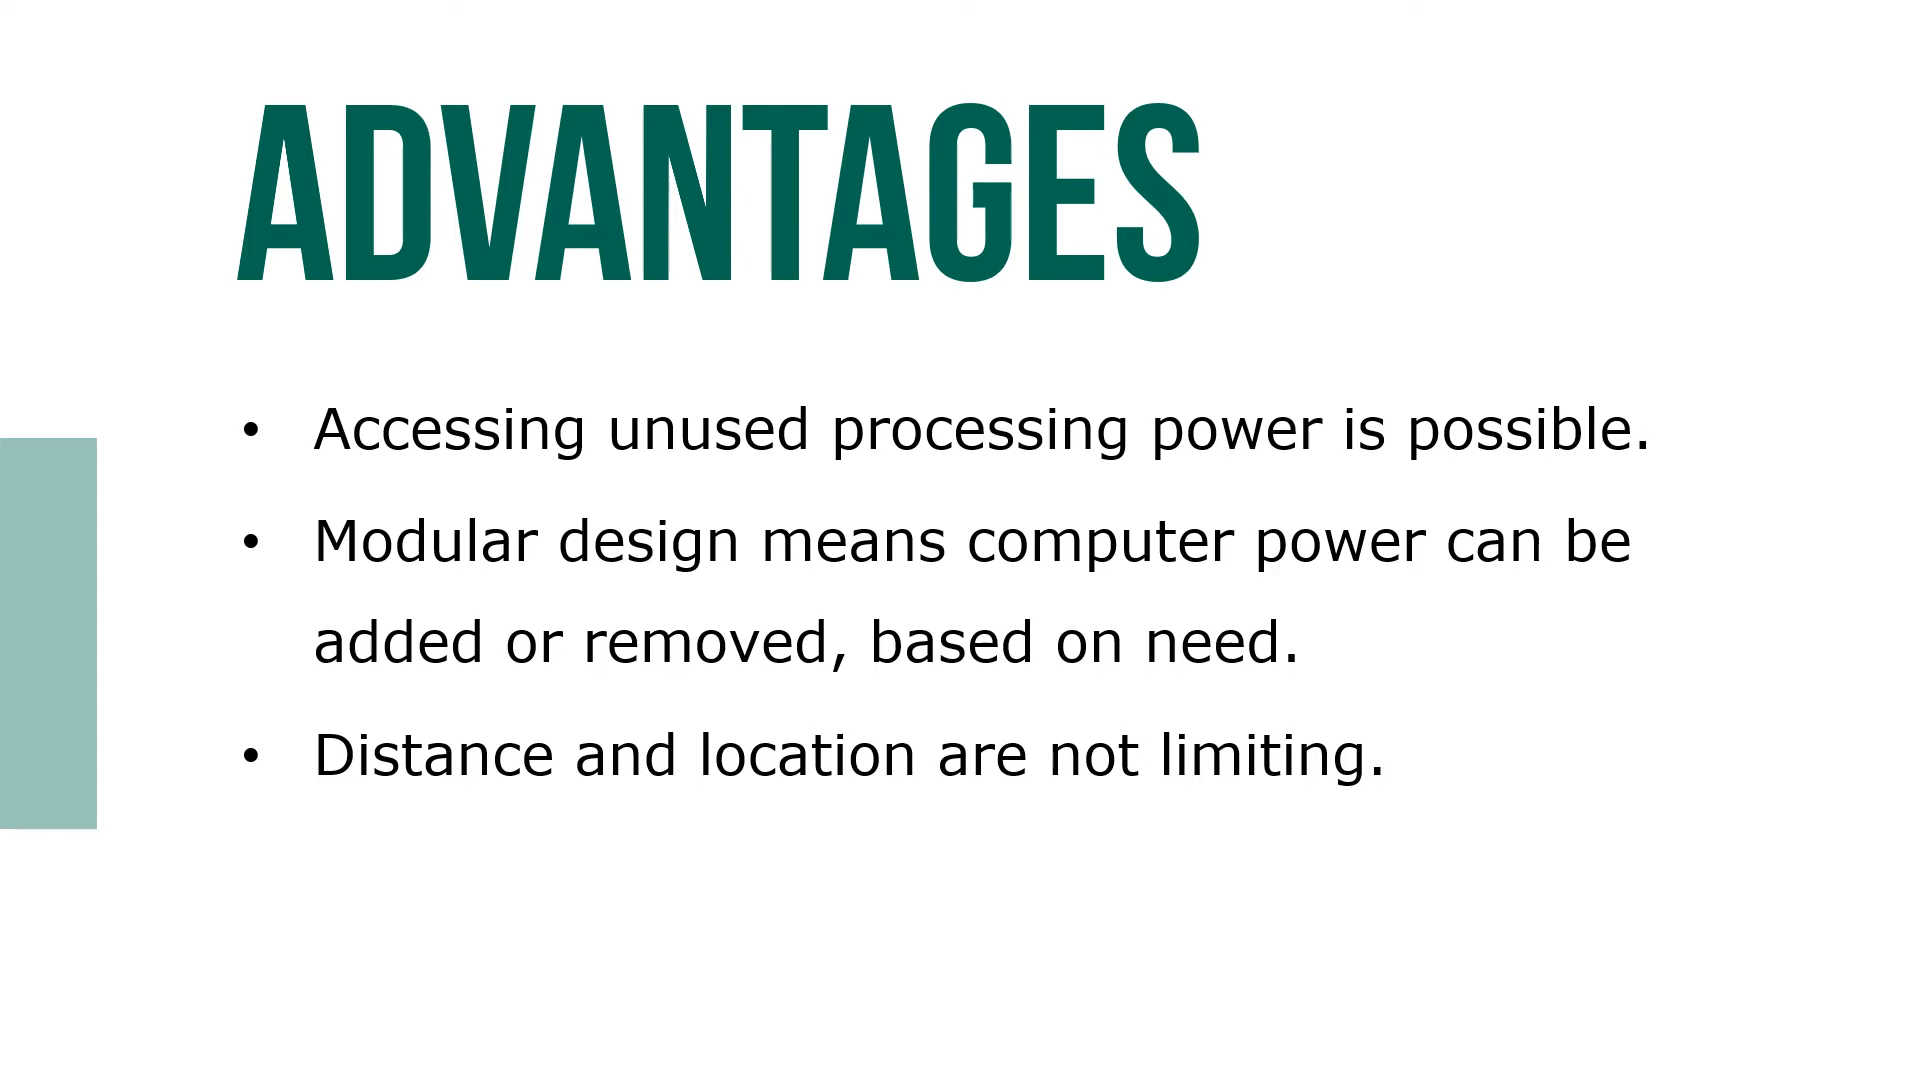 ADVANTAGES
• Accessing unused processing power is possible.
• Modular design means computer power can be
added or removed, based on need.
• Distance and location are not limiting.